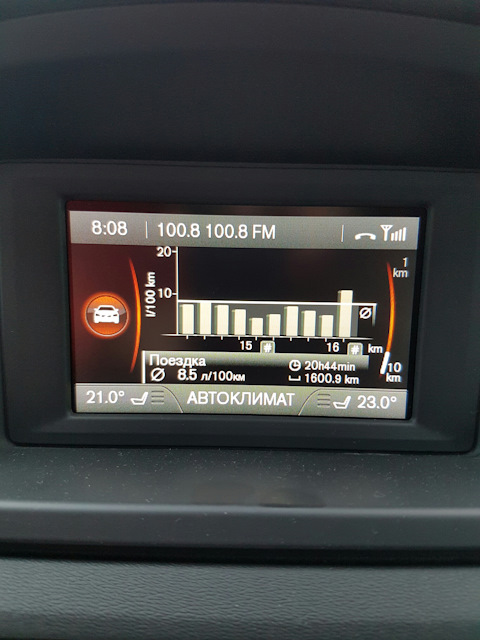 8:08 100.8 100.8 FM
20
10
l/100 km
1 km
15 # 16 # km
Поездка 20h44min
Ø 8.5 л/100км 1600.9 km
10 km
21.0° АВТОКЛИМАТ 23.0°